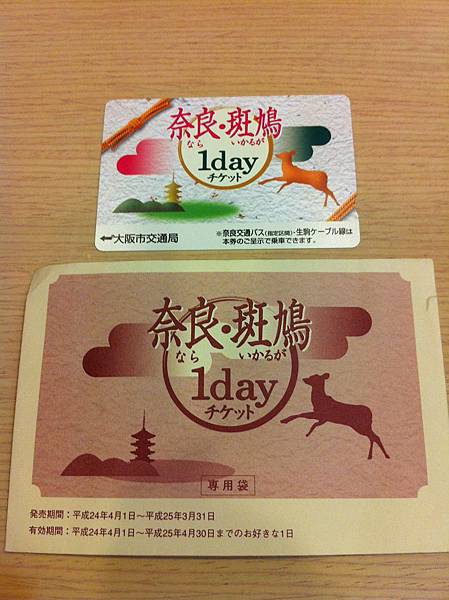 奈良・斑鳩
なら いかるが
1day
チケット
←大阪市交通局
※奈良交通バス(指定区間)・生駒ケーブル線は
本券のご呈示で乗車できます。
奈良・斑鳩
なら いかるが
1day
チケット
専用袋
発売期間：平成24年4月1日～平成25年3月31日
有効期間：平成24年4月1日～平成25年4月30日までのお好きな1日